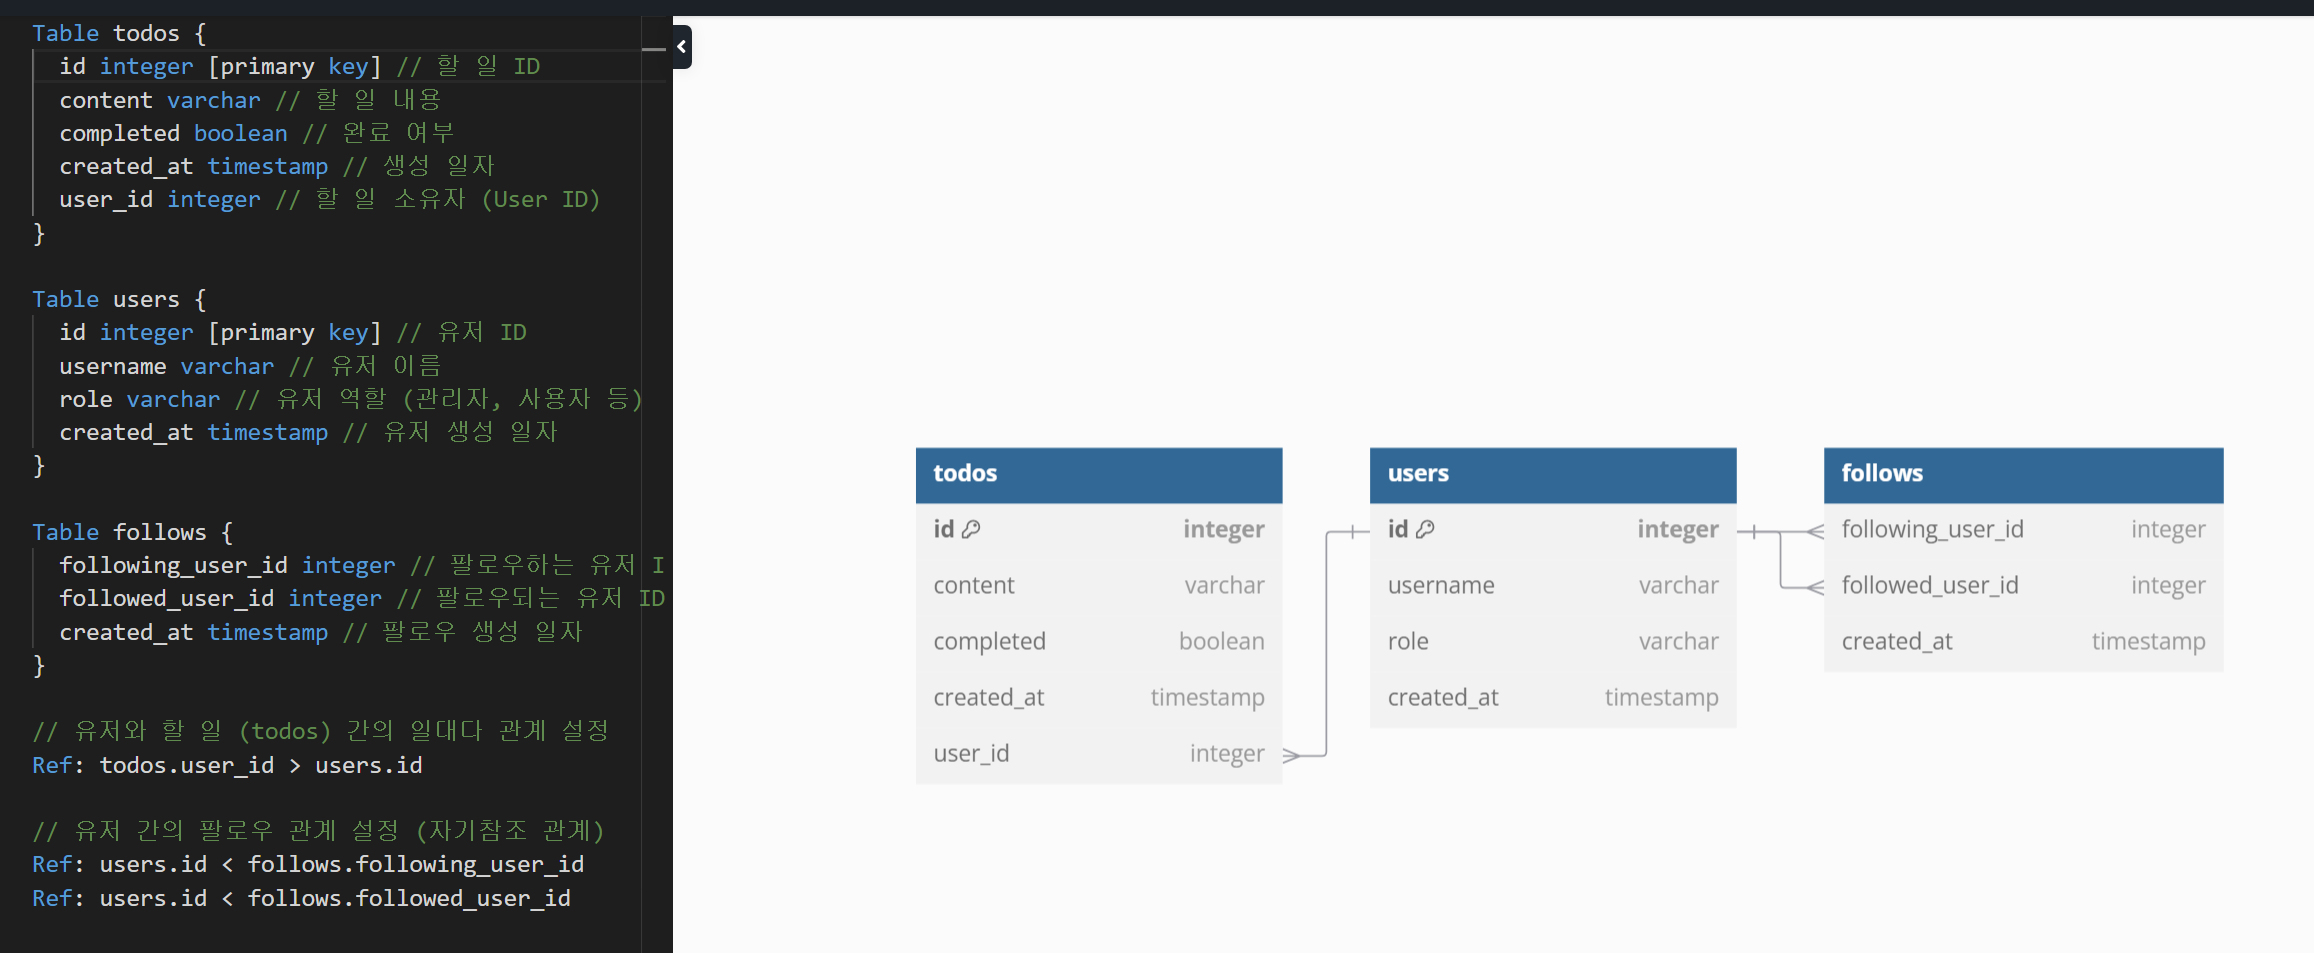 Table todos {
id integer [primary key] // 할 일 ID
content varchar // 할 일 내용
completed boolean // 완료 여부
created_at timestamp // 생성 일자
user_id integer // 할 일 소유자 (User ID)
}
Table users {
id integer [primary key] // 유저 ID
username varchar // 유저 이름
role varchar // 유저 역할 (관리자, 사용자 등)
created_at timestamp // 유저 생성 일자
}
Table follows {
following_user_id integer // 팔로우하는 유저 I
followed_user_id integer // 팔로우되는 유저 ID
created_at timestamp // 팔로우 생성 일자
}
// 유저와 할 일 (todos) 간의 일대다 관계 설정
Ref: todos.user_id > users.id
// 유저 간의 팔로우 관계 설정 (자기참조 관계)
Ref: users.id < follows.following_user_id
Ref: users.id < follows.followed_user_id
todos
id integer
content varchar
completed boolean
created_at timestamp
user_id integer
users
id integer
username varchar
role varchar
created_at timestamp
follows
following_user_id integer
followed_user_id integer
created_at timestamp